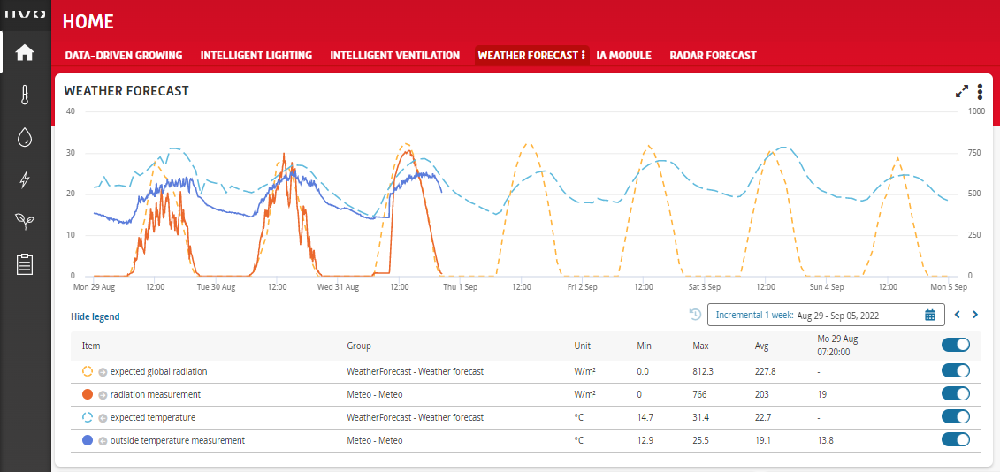 HOME
DATA-DRIVEN GROWING INTELLIGENT LIGHTING INTELLIGENT VENTILATION WEATHER FORECAST IA MODULE RADAR FORECAST
WEATHER FORECAST
40 1000
30 750
20 500
10 250
0 0
Mon 29 Aug 12:00 Tue 30 Aug 12:00 Wed 31 Aug 12:00 Thu 1 Sep 12:00 Fri 2 Sep 12:00 Sat 3 Sep 12:00 Sun 4 Sep 12:00 Mon 5 Sep
Hide legend Incremental 1 week: Aug 29 - Sep 05, 2022
Item Group Unit Min Max Avg Mo 29 Aug
07:20:00
expected global radiation WeatherForecast - Weather forecast W/m² 0.0 812.3 227.8 -
radiation measurement Meteo - Meteo W/m² 0 766 203 19
expected temperature WeatherForecast - Weather forecast °C 14.7 31.4 22.7 -
outside temperature measurement Meteo - Meteo °C 12.9 25.5 19.1 13.8